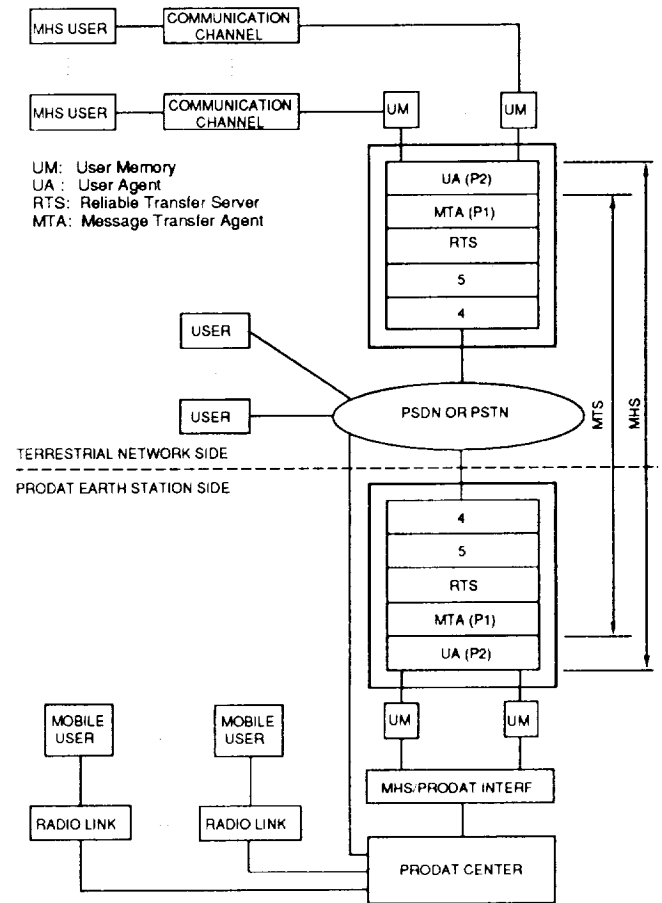 MHS USER
COMMUNICATION
CHANNEL
MHS USER
COMMUNICATION
CHANNEL
UM
UM
UM: User Memory
UA : User Agent
RTS: Reliable Transfer Server
MTA: Message Transfer Agent
UA (P2)
MTA (P1)
RTS
5
4
USER
USER
PSDN OR PSTN
MTS
MHS
TERRESTRIAL NETWORK SIDE
PRODAT EARTH STATION SIDE
4
5
RTS
MTA (P1)
UA (P2)
MOBILE
USER
MOBILE
USER
UM
UM
MHS/PRODAT INTERF
RADIO LINK
RADIO LINK
PRODAT CENTER